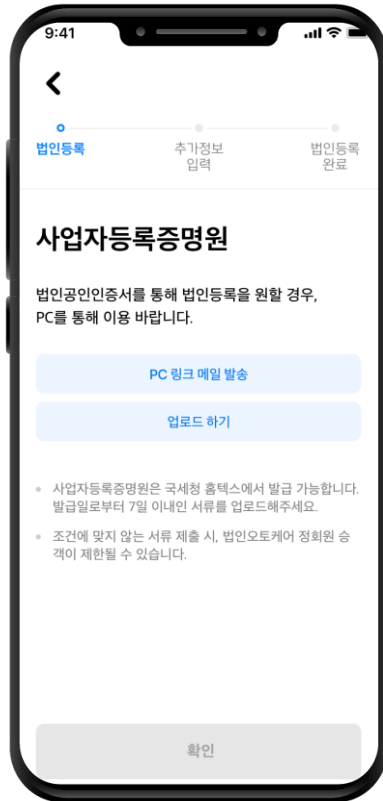 9:41
법인등록
추가정보
입력
법인등록
완료
사업자등록증명원
법인공인인증서를 통해 법인등록을 원할 경우,
PC를 통해 이용 바랍니다.
PC 링크 메일 발송
업로드 하기
사업자등록증명원은 국세청 홈텍스에서 발급 가능합니다.
발급일로부터 7일 이내인 서류를 업로드해주세요.
조건에 맞지 않는 서류 제출 시, 법인오토케어 정회원 승
객이 제한될 수 있습니다.
확인